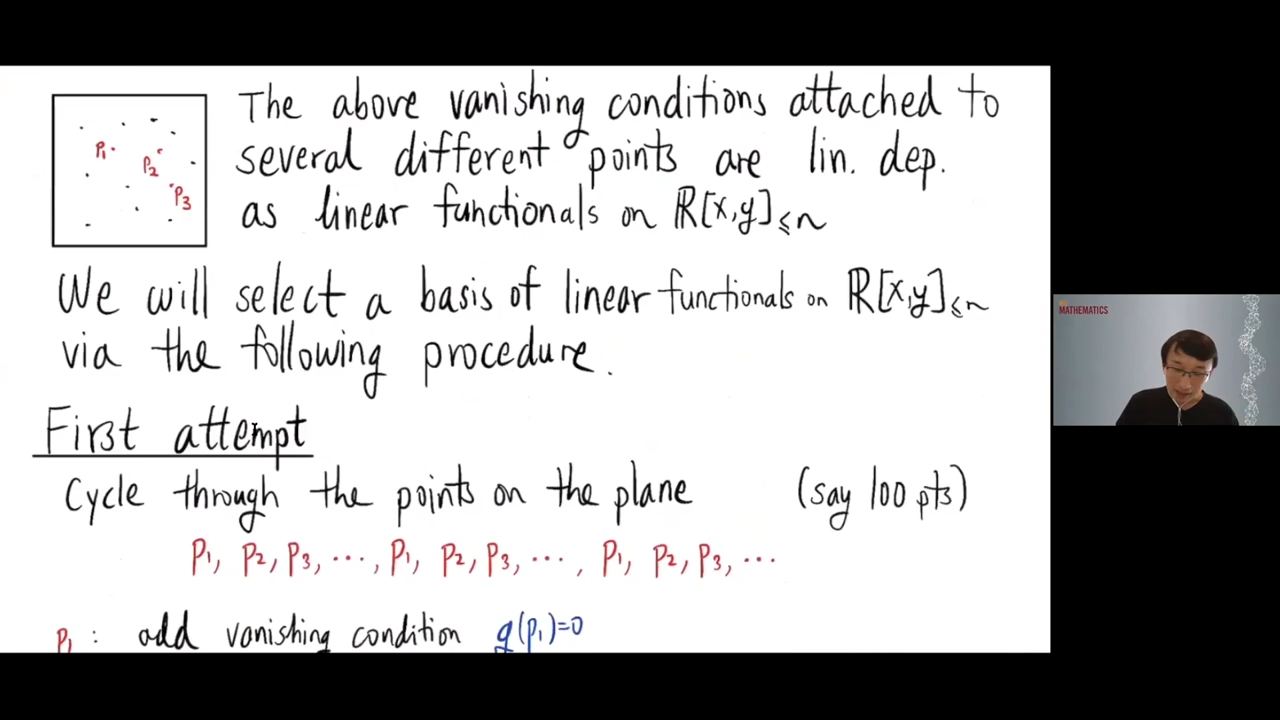 The above vanishing conditions attached to
several different points are lin. dep.
as linear functionals on ℝ[x,y]≤n
P1
P2
P3
We will select a basis of linear functionals on ℝ[x,y]≤n
via the following procedure.
First attempt
Cycle through the points on the plane (say 100 pts)
P1, P2, P3, ..., P1, P2, P3, ..., P1, P2, P3, ...
P1 : add vanishing condition g(p1)=0
MATHEMATICS